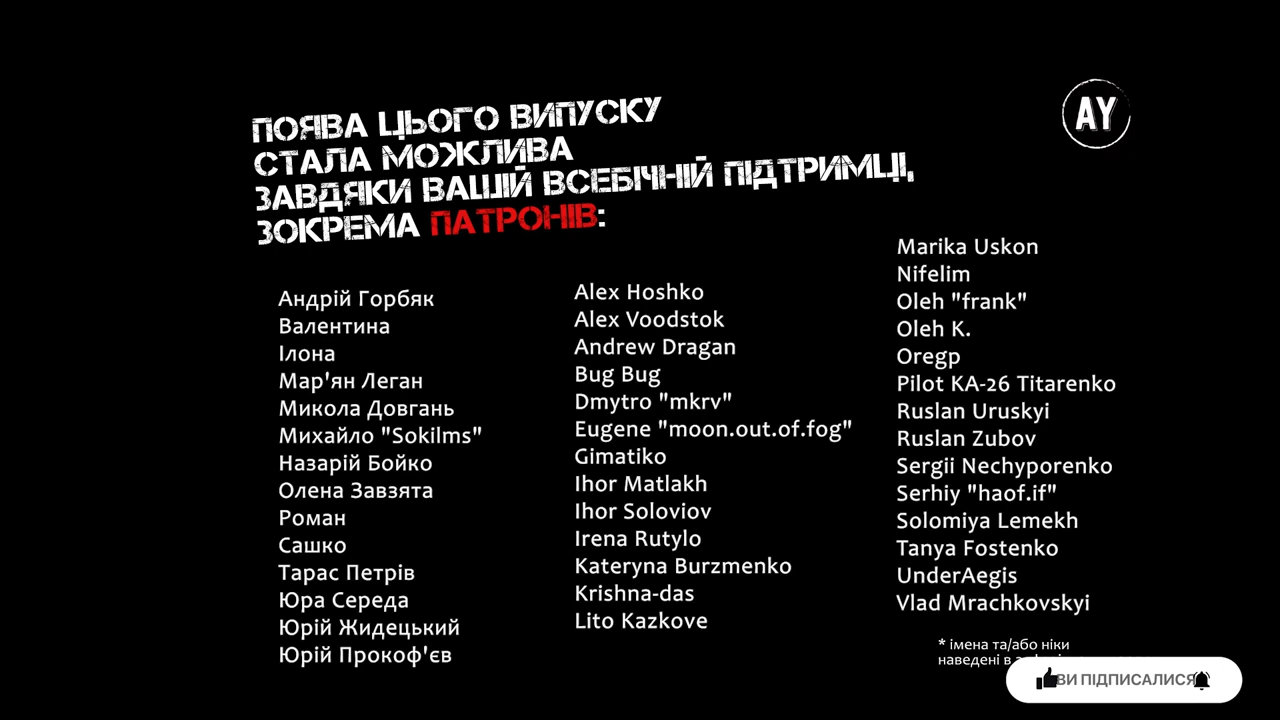 ПОЯВА ЦЬОГО ВИПУСКУ
СТАЛА МОЖЛИВА
ЗАВДЯКИ ВАШІЙ ВСЕБІЧНІЙ ПІДТРИМЦІ,
ЗОКРЕМА ПАТРОНІВ:
АУ
Андрій Горбяк
Валентина
Ілона
Мар'ян Леган
Микола Довгань
Михайло "Sokilms"
Назарій Бойко
Олена Завзята
Роман
Сашко
Тарас Петрів
Юра Середа
Юрій Жидецький
Юрій Прокоф'єв
Alex Hoshko
Alex Voodstok
Andrew Dragan
Bug Bug
Dmytro "mkrv"
Eugene "moon.out.of.fog"
Gimatiko
Ihor Matlakh
Ihor Soloviov
Irena Rutylo
Kateryna Burzmenko
Krishna-das
Lito Kazkove
Marika Uskon
Nifelim
Oleh "frank"
Oleh K.
Oregp
Pilot KA-26 Titarenko
Ruslan Uruskyi
Ruslan Zubov
Sergii Nechyporenko
Serhiy "haof.if"
Solomiya Lemekh
Tanya Fostenko
UnderAegis
Vlad Mrachkovskyi
* імена та/або ніки
наведені в
ВИ ПІДПИСАЛИСЯ